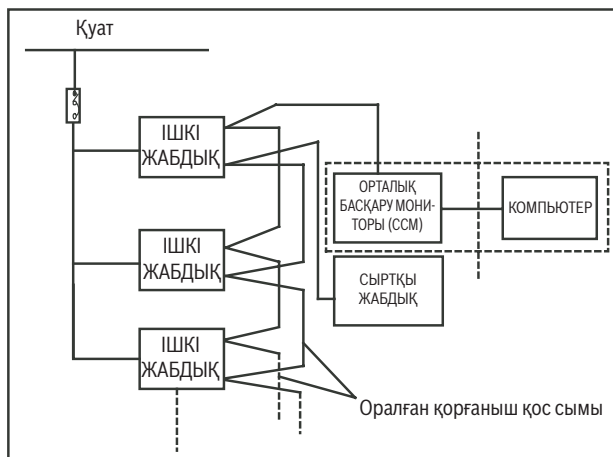 Қуат
ІШКІ
ЖАБДЫҚ
ОРТАЛЫҚ
БАСҚАРУ МОНИ-
ТОРЫ (CCM)
КОМПЬЮТЕР
ІШКІ
ЖАБДЫҚ
СЫРТҚЫ
ЖАБДЫҚ
ІШКІ
ЖАБДЫҚ
Оралған қорғаныш қос сымы